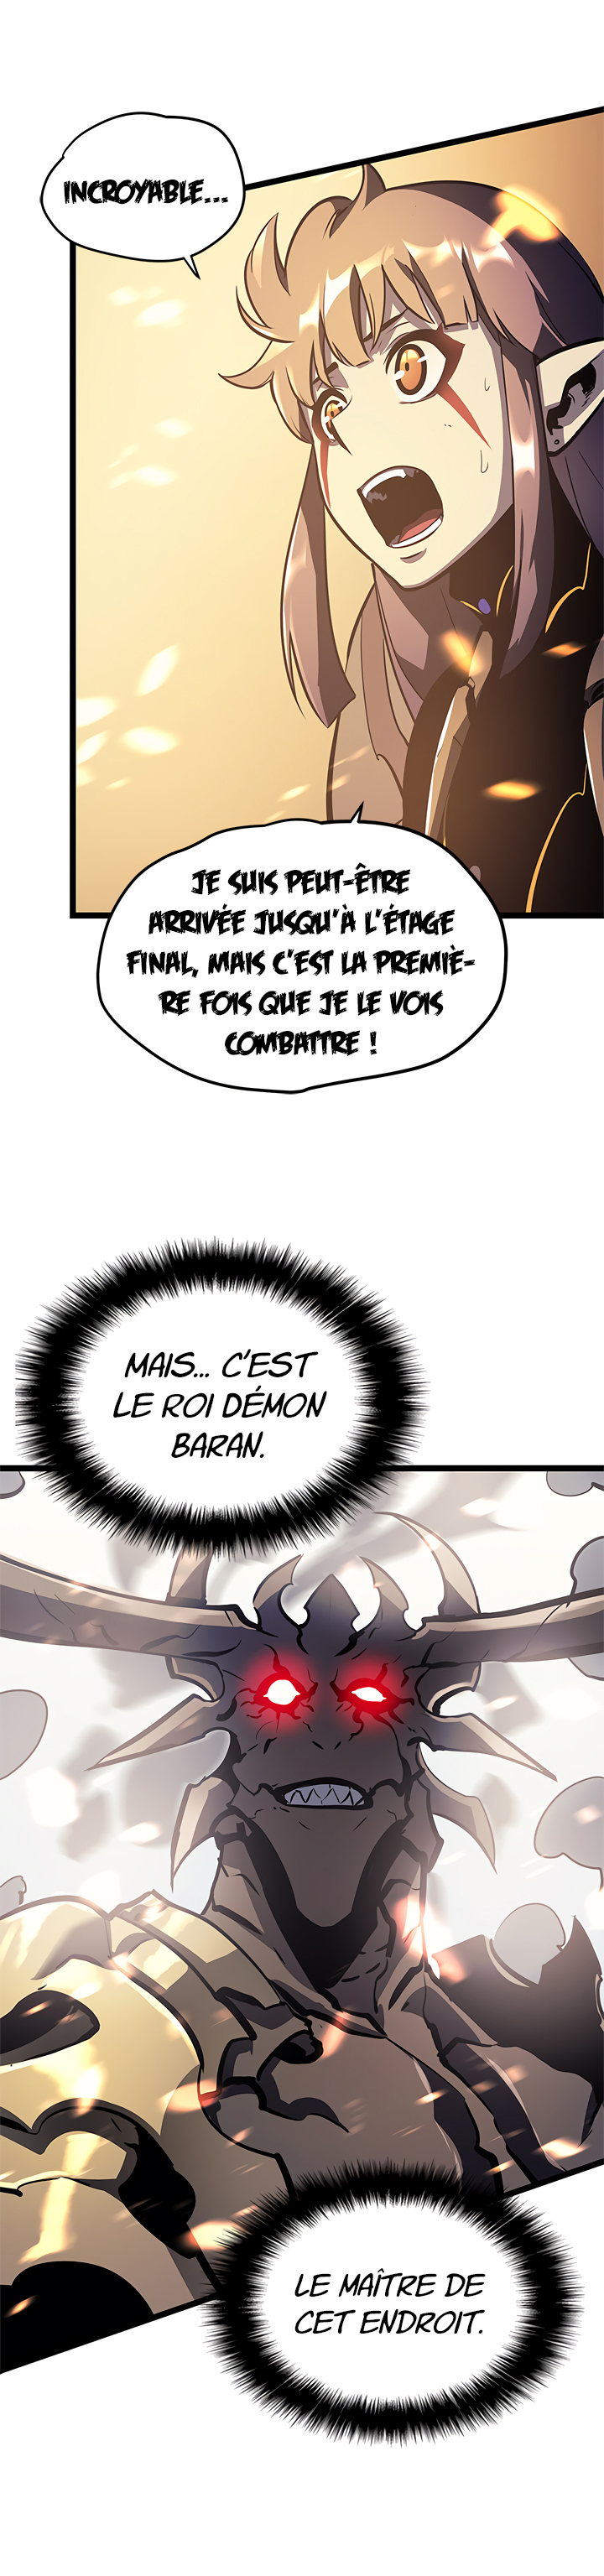 INCROYABLE...
JE SUIS PEUT-ÊTRE
ARRIVÉE JUSQU'À L'ÉTAGE
FINAL, MAIS C'EST LA PREMIÈ-
RE FOIS QUE JE LE VOIS
COMBATTRE !
MAIS... C'EST
LE ROI DÉMON
BARAN.
LE MAÎTRE DE
CET ENDROIT.